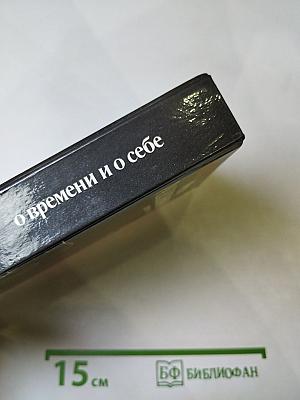 о времени и о себе
15 см
БФ БИБЛИОФАН